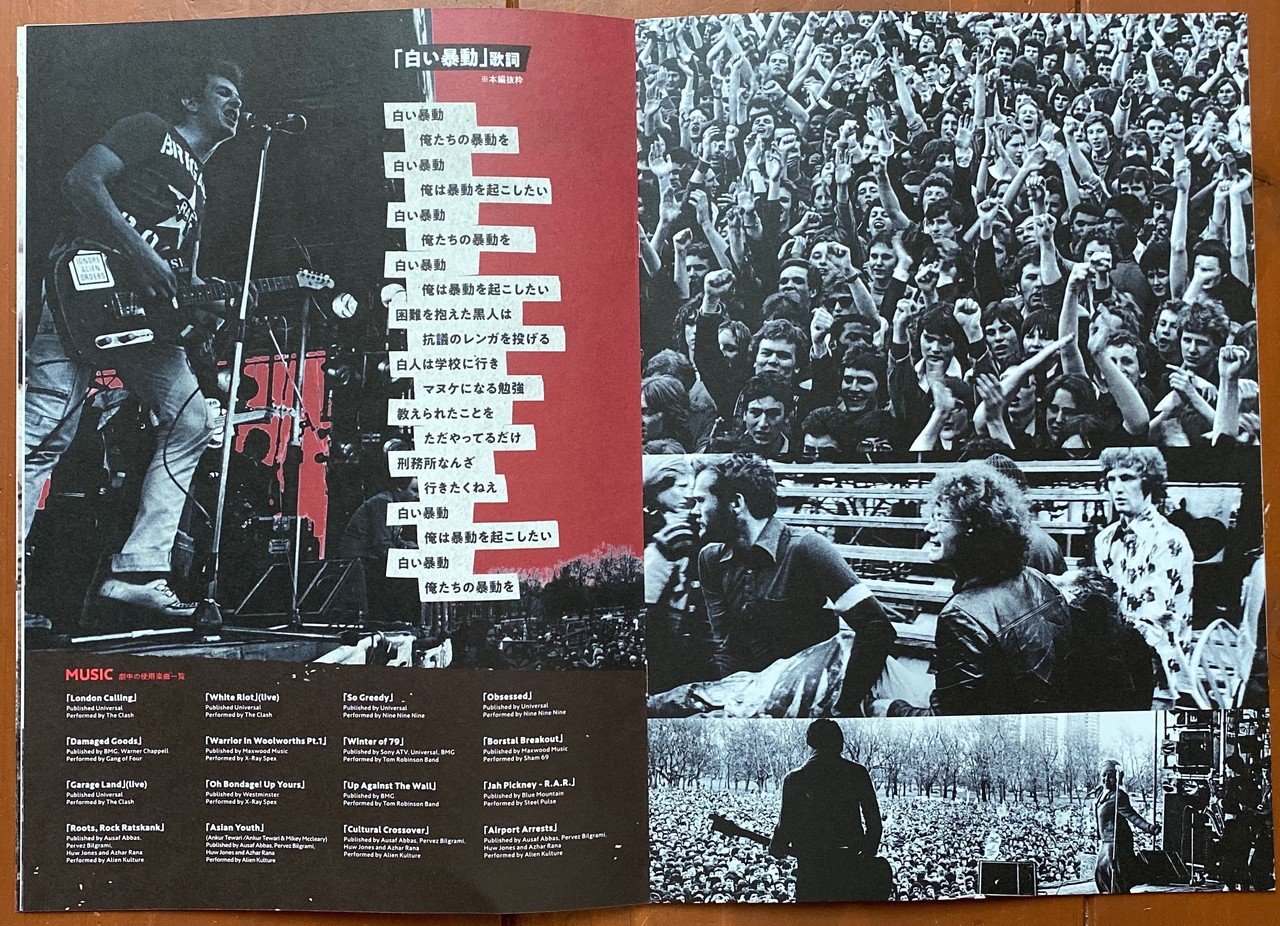 「白い暴動」歌詞
※本編抜粋
白い暴動
俺たちの暴動を
白い暴動
俺は暴動を起こしたい
白い暴動
俺たちの暴動を
白い暴動
俺は暴動を起こしたい
困難を抱えた黒人は
抗議のレンガを投げる
白人は学校に行き
マヌケになる勉強
教えられたことを
ただやってるだけ
刑務所なんざ
行きたくねえ
白い暴動
俺は暴動を起こしたい
白い暴動
俺たちの暴動を
IGNORE
ALIEN
ORDERS
MUSIC 劇中の使用楽曲一覧
「London Calling」
Published Universal
Performed by The Clash
「White Riot」(live)
Published Universal
Performed by The Clash
「So Greedy」
Published by Universal
Performed by Nine Nine Nine
「Obsessed」
Published by Universal
Performed by Nine Nine Nine
「Damaged Goods」
Published by BMG, Warner Chappell
Performed by Gang of Four
「Warrior in Woolworths Pt.1」
Published by Maxwood Music
Performed by X-Ray Spex
「Winter of 79」
Published by Sony ATV, Universal, BMG
Performed by Tom Robinson Band
「Borstal Breakout」
Published by Maxwood Music
Performed by Sham 69
「Garage Land」(live)
Published Universal
Performed by The Clash
「Oh Bondage! Up Yours」
Published by Westminster
Performed by X-Ray Spex
「Up Against The Wall」
Published by BMG
Performed by Tom Robinson Band
「Jah Pickney - R.A.R.」
Published by Blue Mountain
Performed by Steel Pulse
「Roots, Rock Ratskank」
Published by Ausaf Abbas,
Pervez Bilgrami,
Huw Jones and Azhar Rana
Performed by Alien Kulture
「Asian Youth」
(Ankur Tewari /Ankur Tewari & Mikey Mccleary)
Published by Ausaf Abbas, Pervez Bilgrami,
Huw Jones and Azhar Rana
Performed by Alien Kulture
「Cultural Crossover」
Published by Ausaf Abbas, Pervez Bilgrami,
Huw Jones and Azhar Rana
Performed by Alien Kulture
「Airport Arrests」
Published by Ausaf Abbas, Pervez Bilgrami,
Huw Jones and Azhar Rana
Performed by Alien Kulture